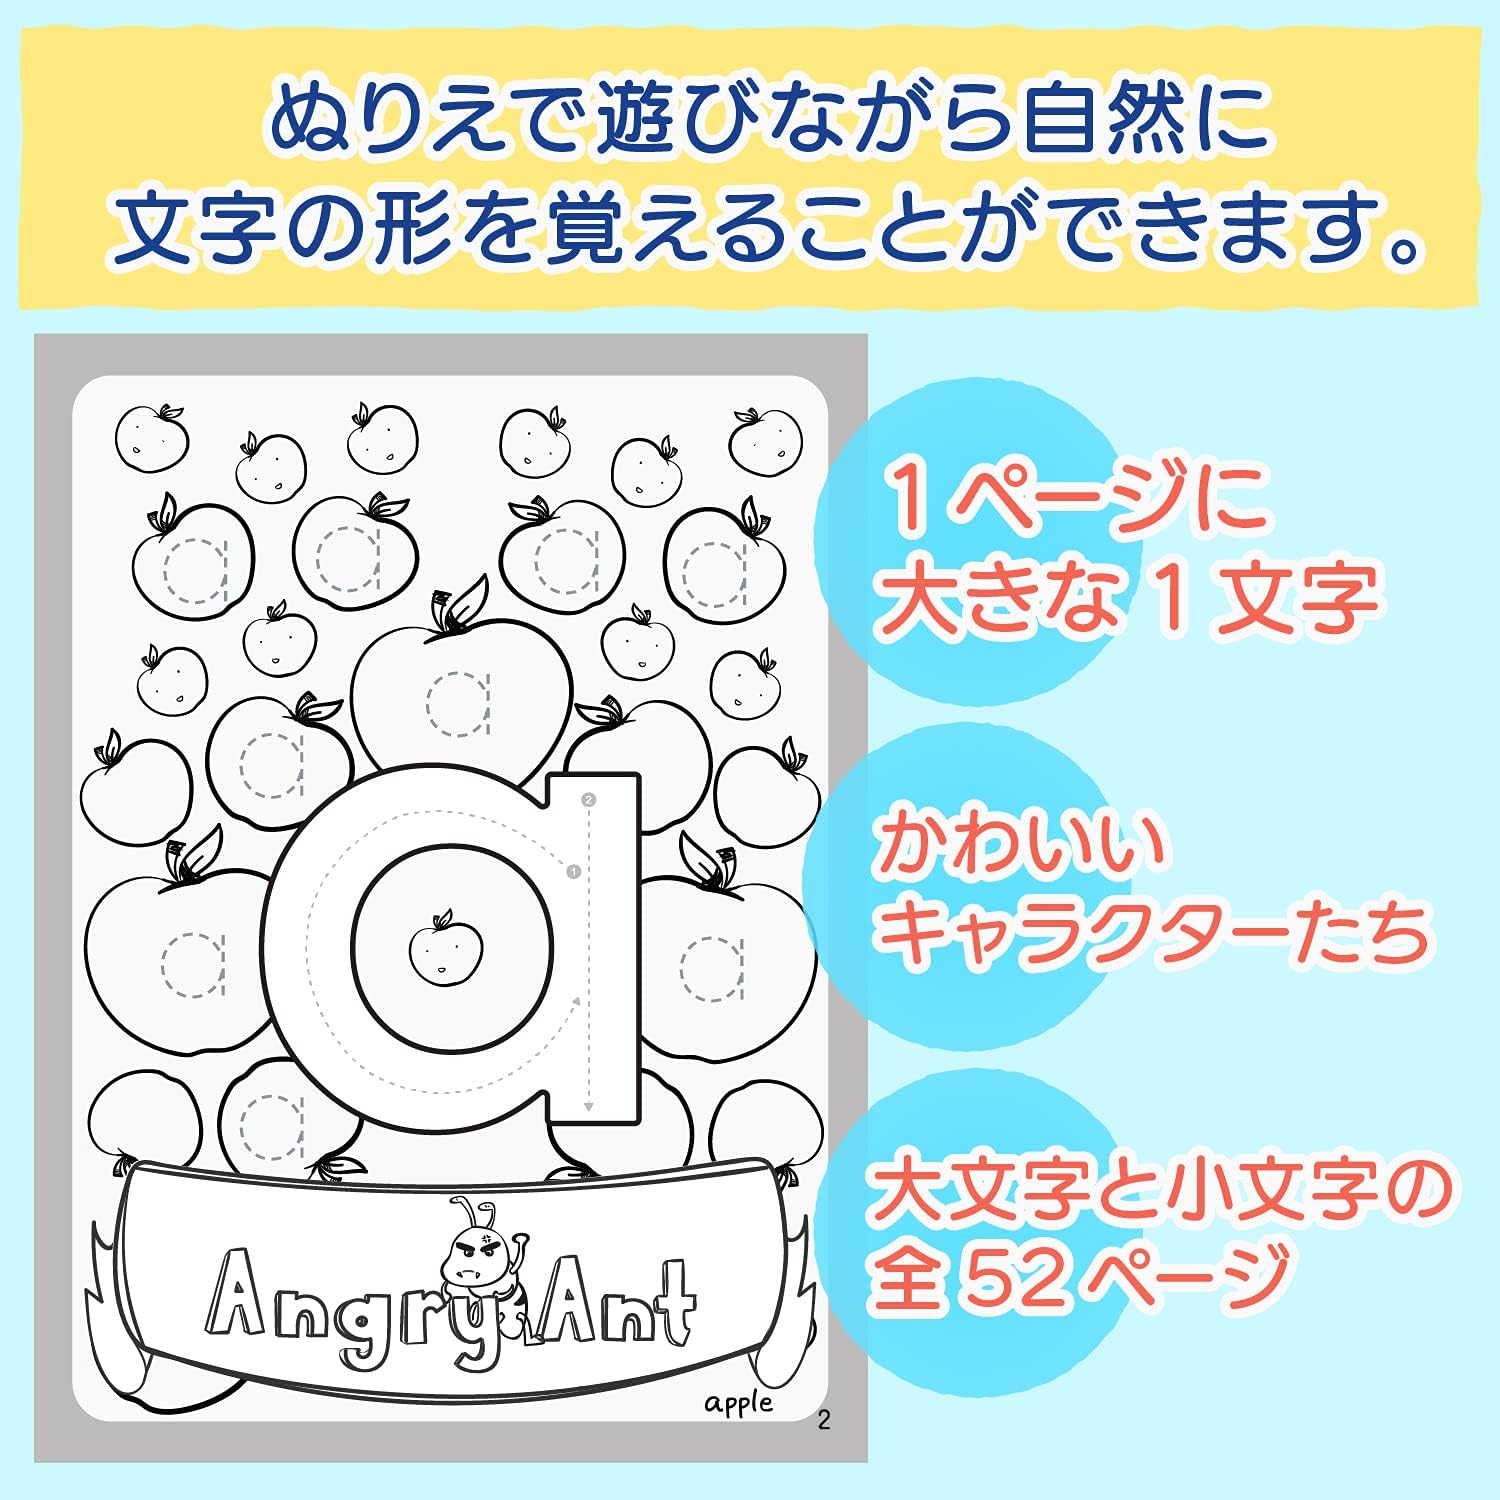 ぬりえで遊びながら自然に
文字の形を覚えることができます。
1ページに
大きな1文字
かわいい
キャラクターたち
大文字と小文字の
全52ページ
a a a a
a
a
a
2
1
a a
a
Angry Ant
apple
2